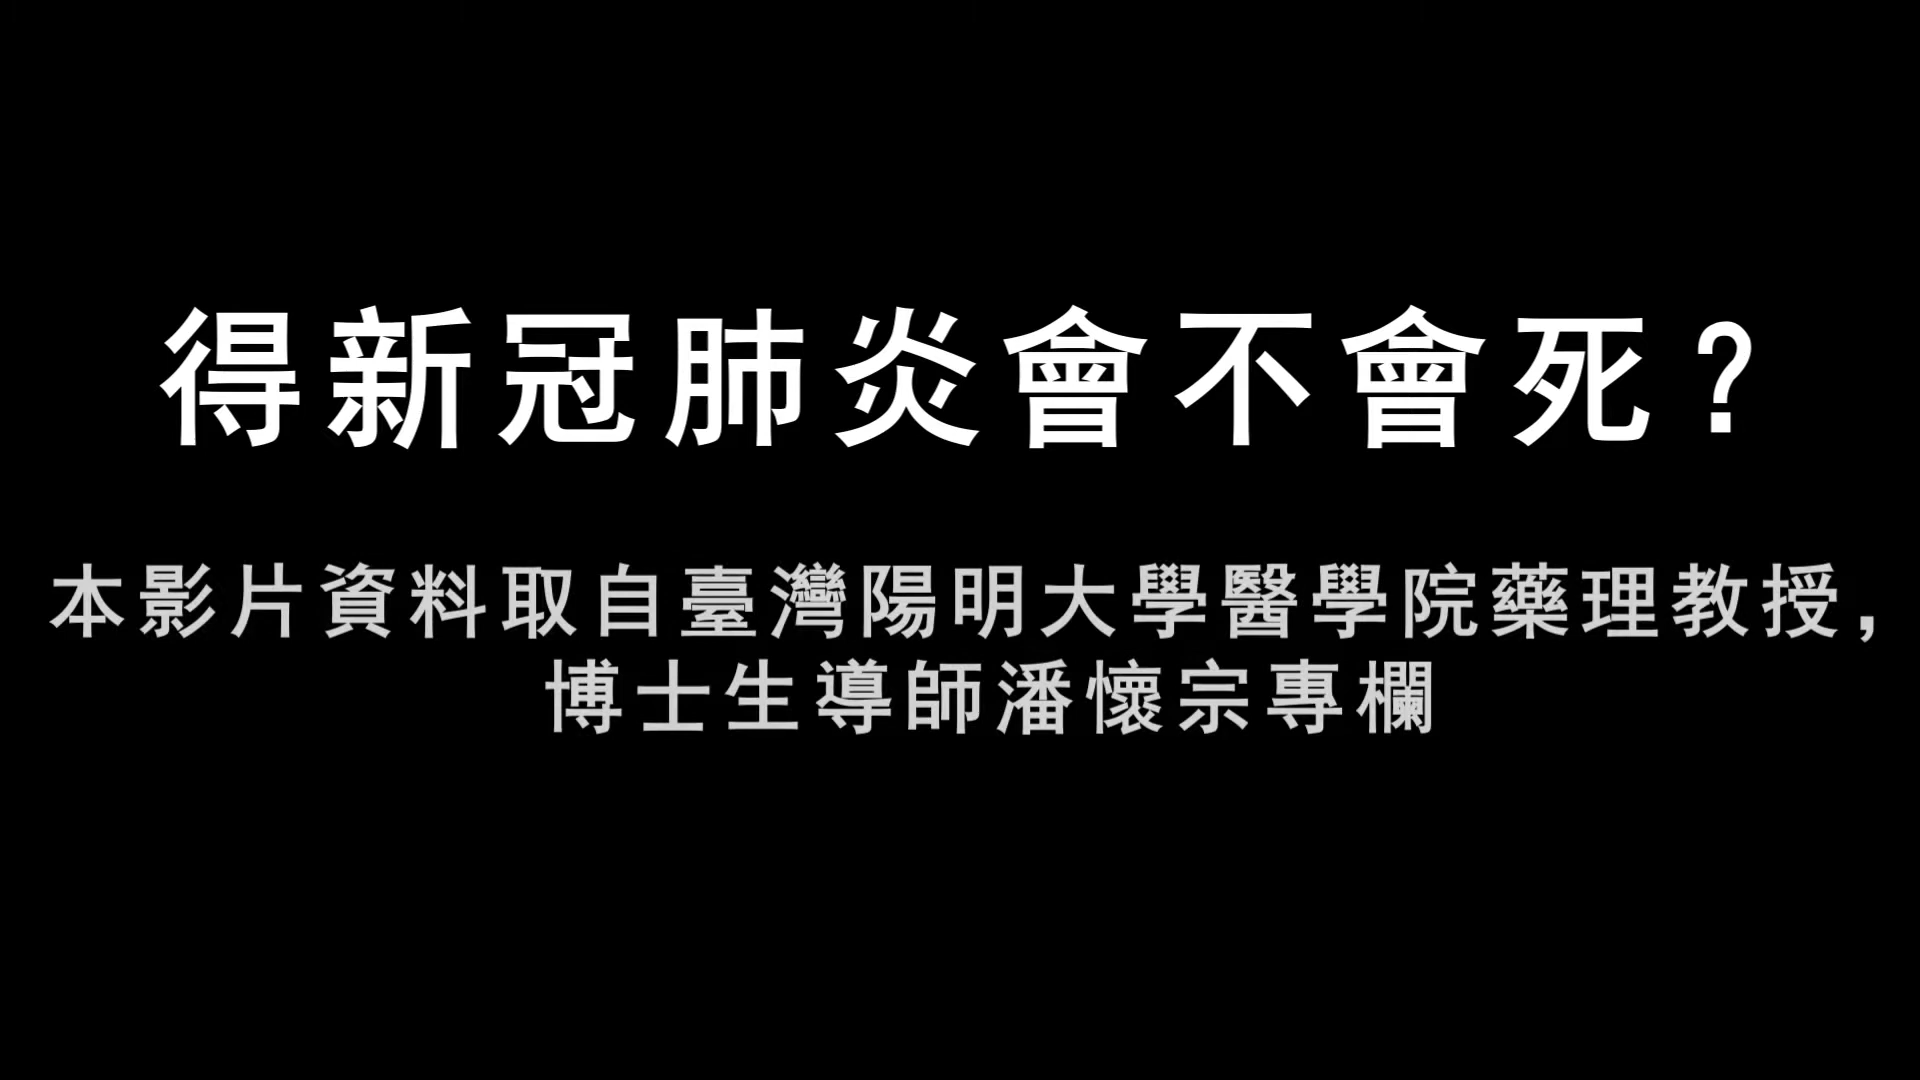 得新冠肺炎會不會死？
本影片資料取自臺灣陽明大學醫學院藥理教授，
博士生導師潘懷宗專欄